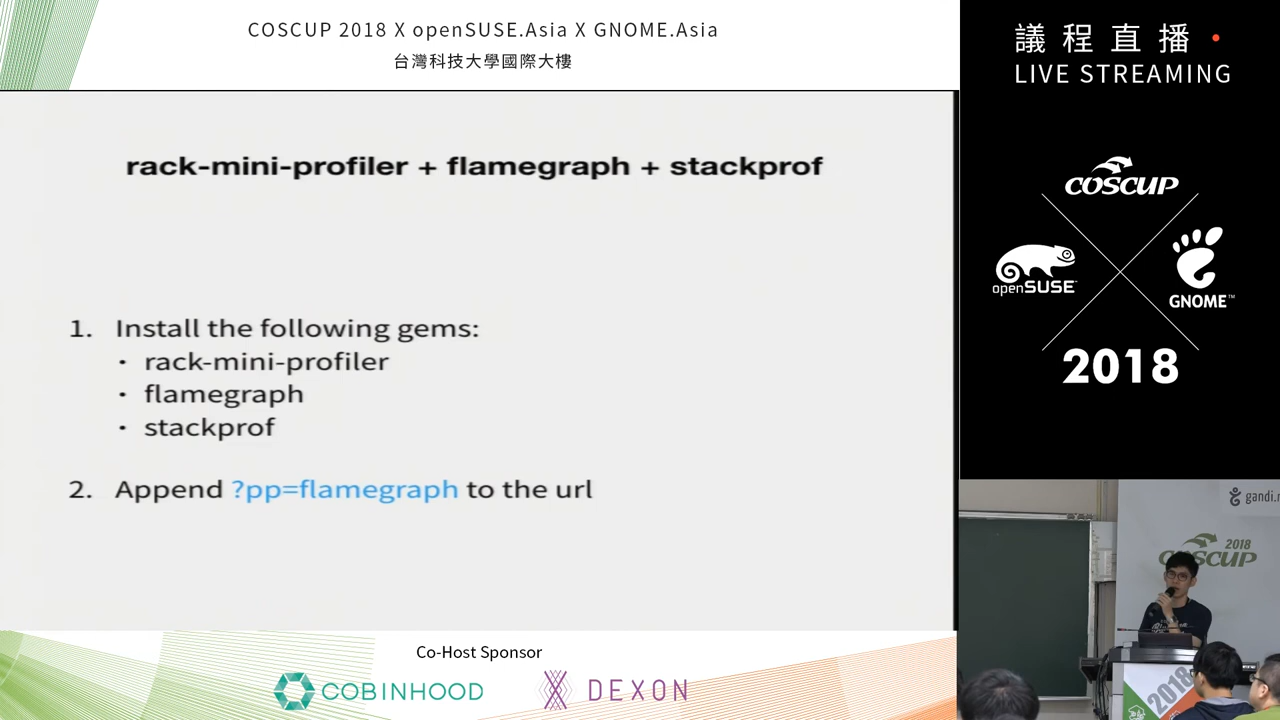 COSCUP 2018 X openSUSE.Asia X GNOME.Asia
台灣科技大學國際大樓
議程直播
LIVE STREAMING
rack-mini-profiler + flamegraph + stackprof
1. Install the following gems:
• rack-mini-profiler
• flamegraph
• stackprof
2. Append ?pp=flamegraph to the url
COSCUP
openSUSE
GNOME™
2018
gandi.
2018
COSCUP
2018
Co-Host Sponsor
COBINHOOD
DEXON